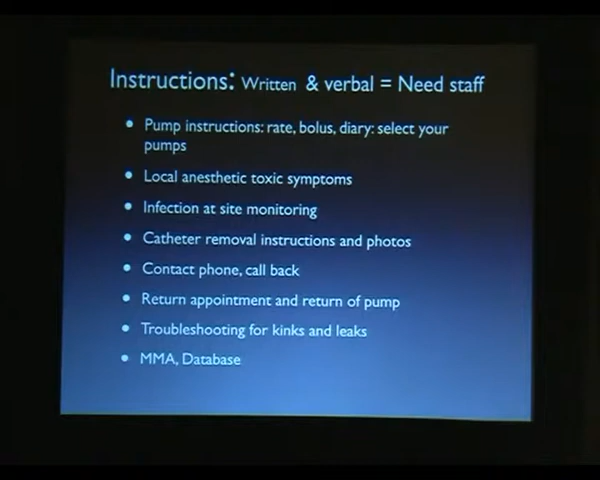 Instructions: Written & verbal = Need staff
• Pump instructions: rate, bolus, diary: select your
pumps
• Local anesthetic toxic symptoms
• Infection at site monitoring
• Catheter removal instructions and photos
• Contact phone, call back
• Return appointment and return of pump
• Troubleshooting for kinks and leaks
• MMA, Database